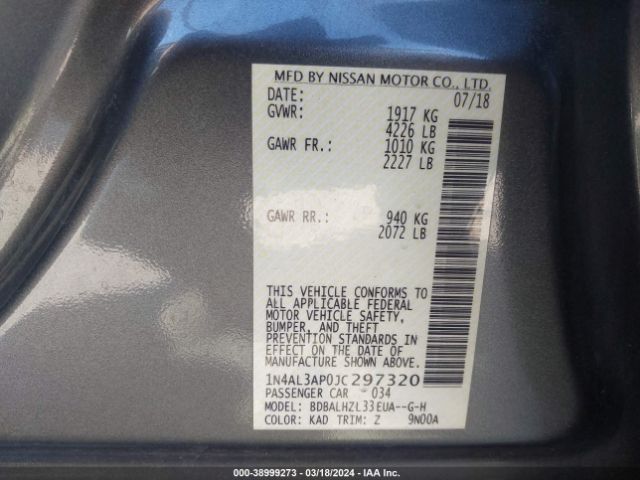 MFD BY NISSAN MOTOR CO., LTD.
DATE: 07/18
GVWR: 1917 KG
4226 LB
GAWR FR.: 1010 KG
2227 LB
GAWR RR.: 940 KG
2072 LB
THIS VEHICLE CONFORMS TO
ALL APPLICABLE FEDERAL
MOTOR VEHICLE SAFETY,
BUMPER, AND THEFT
PREVENTION STANDARDS IN
EFFECT ON THE DATE OF
MANUFACTURE SHOWN ABOVE.
1N4AL3AP0JC297320
PASSENGER CAR 034
MODEL: BDBALHZL33EUA--G-H
COLOR: KAD TRIM: Z 9N00A
000-38999273 - 03/18/2024 - IAA Inc.